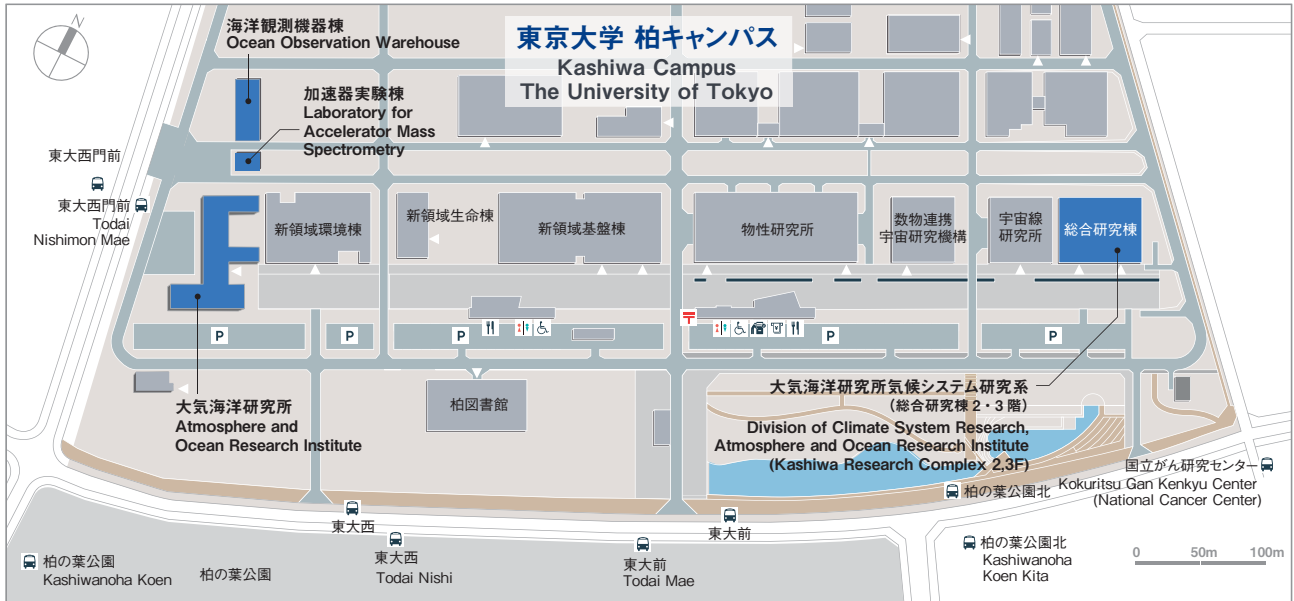 N
海洋観測機器棟
Ocean Observation Warehouse
東京大学 柏キャンパス
Kashiwa Campus
The University of Tokyo
加速器実験棟
Laboratory for
Accelerator Mass
Spectrometry
東大西門前
東大西門前
Todai
Nishimon Mae
新領域環境棟
新領域生命棟
新領域基盤棟
物性研究所
数物連携
宇宙研究機構
宇宙線
研究所
総合研究棟
〒
P
P
P
P
P
大気海洋研究所
Atmosphere and
Ocean Research Institute
柏図書館
大気海洋研究所気候システム研究系
（総合研究棟 2・3 階）
Division of Climate System Research,
Atmosphere and Ocean Research Institute
(Kashiwa Research Complex 2,3F)
国立がん研究センター
Kokuritsu Gan Kenkyu Center
(National Cancer Center)
柏の葉公園北
東大西
東大前
柏の葉公園
Kashiwanoha Koen
柏の葉公園
東大西
Todai Nishi
東大前
Todai Mae
柏の葉公園北
Kashiwanoha
Koen Kita
0 50m 100m